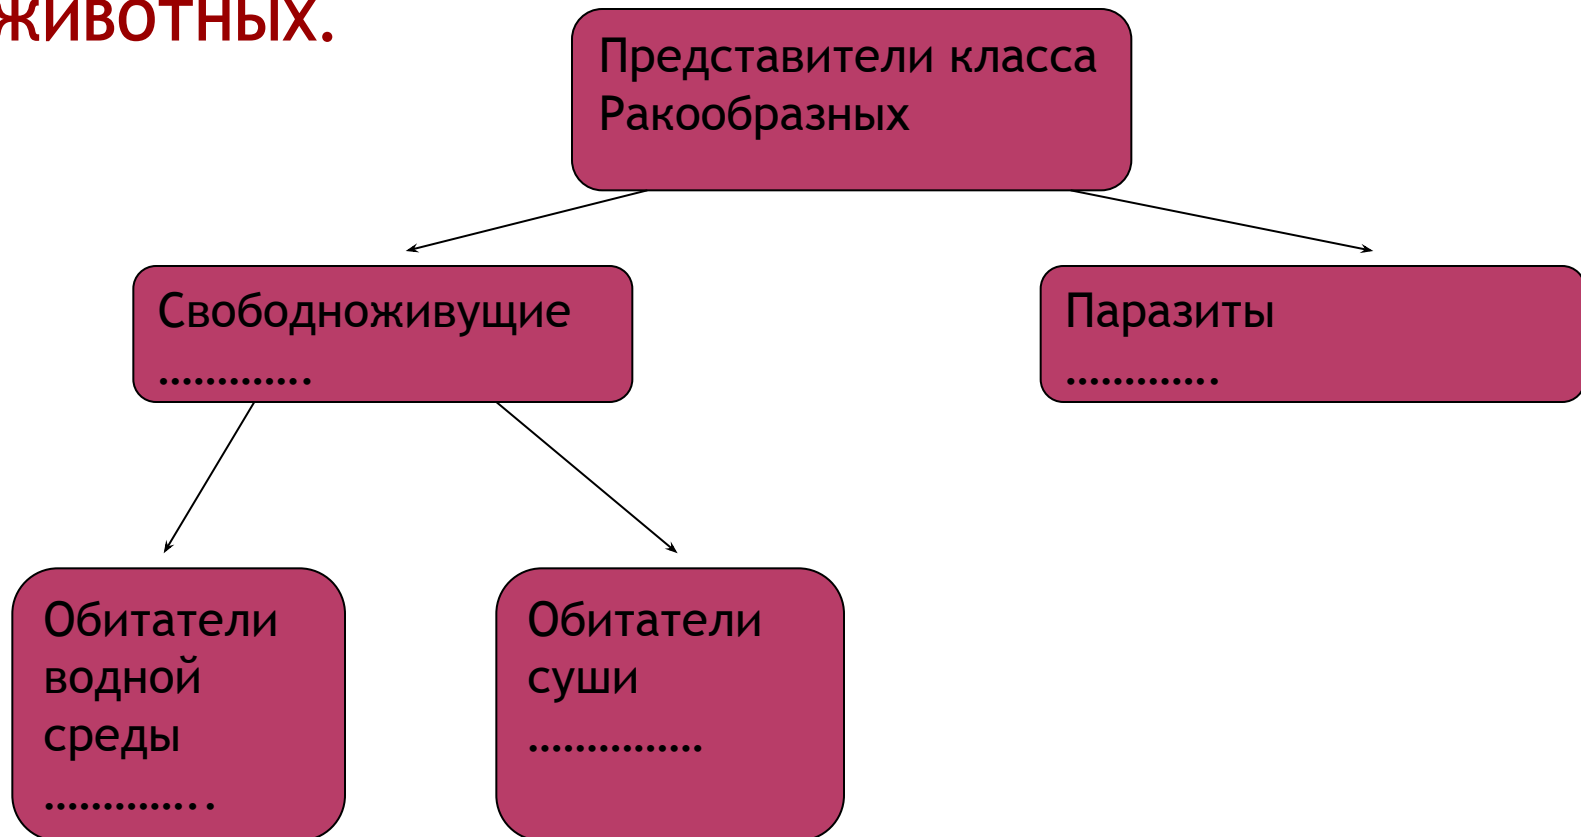 животных.
Представители класса
Ракообразных
Свободноживущие
………….
Паразиты
………….
Обитатели
водной
среды
…………..
Обитатели
суши
……………